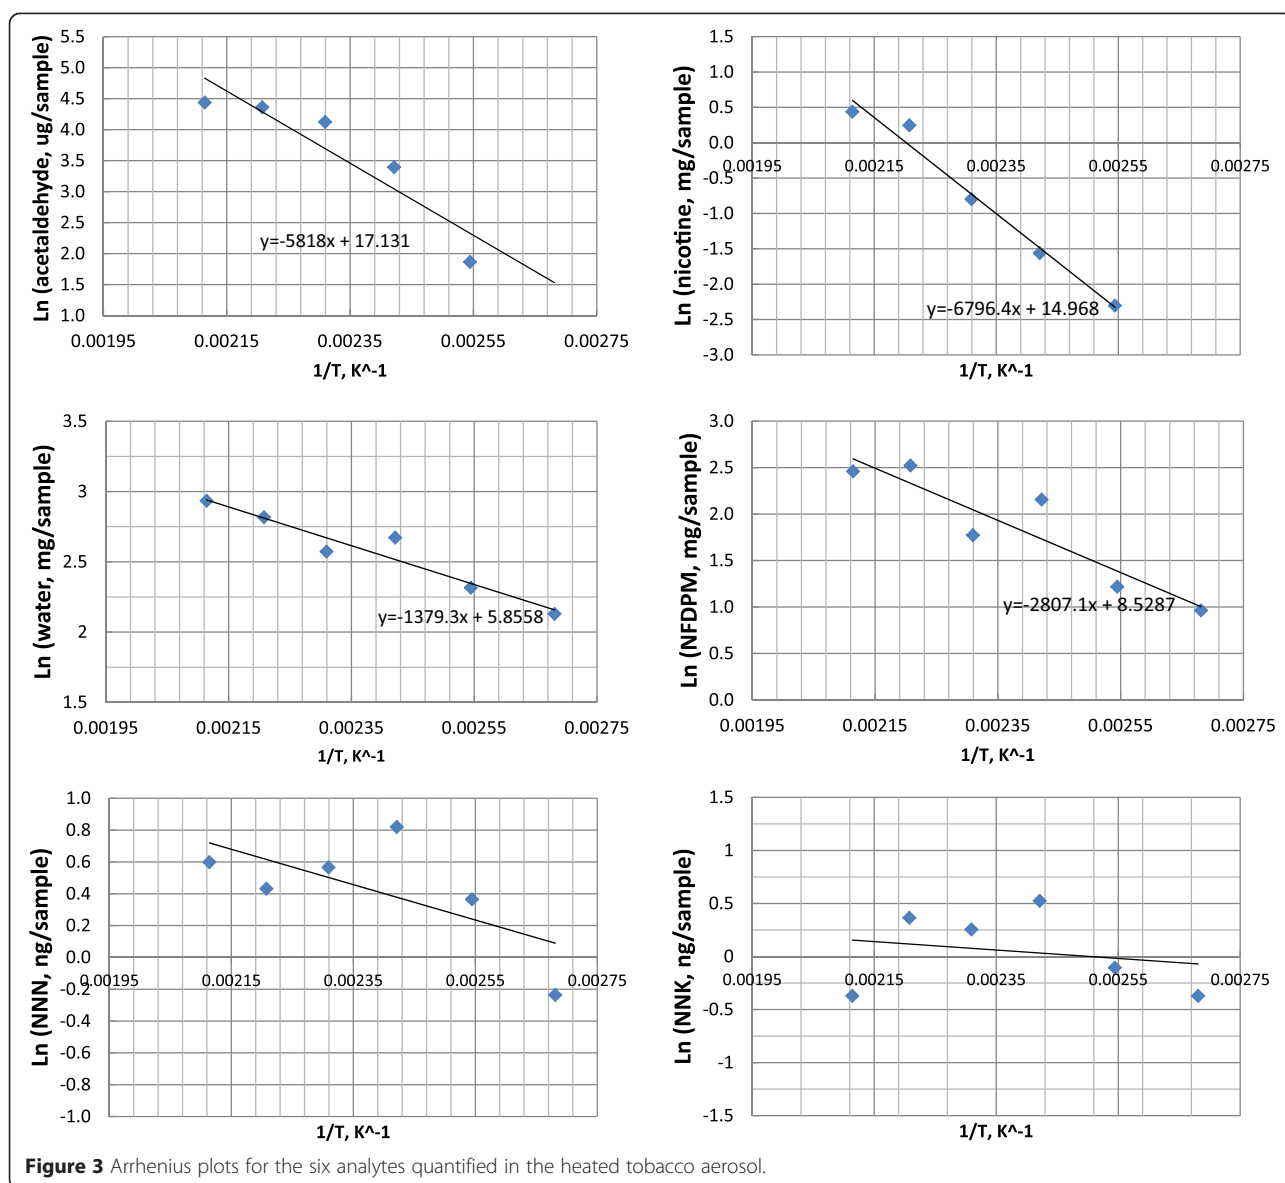 5.5
5.0
4.5
4.0
3.5
3.0
2.5
2.0
1.5
1.0
Ln (acetaldehyde, ug/sample)
y=-5818x + 17.131
0.00195 0.00215 0.00235 0.00255 0.00275
1/T, K^-1
1.5
1.0
0.5
0.0
-0.5
-1.0
-1.5
-2.0
-2.5
-3.0
Ln (nicotine, mg/sample)
0.00195 0.00215 0.00235 0.00255 0.00275
y=-6796.4x + 14.968
1/T, K^-1
3.5
3
2.5
2
1.5
Ln (water, mg/sample)
y=-1379.3x + 5.8558
0.00195 0.00215 0.00235 0.00255 0.00275
1/T, K^-1
3.0
2.5
2.0
1.5
1.0
0.5
0.0
Ln (NFDPM, mg/sample)
y=-2807.1x + 8.5287
0.00195 0.00215 0.00235 0.00255 0.00275
1/T, K^-1
1.0
0.8
0.6
0.4
0.2
0.0
-0.2
-0.4
-0.6
-0.8
-1.0
Ln (NNN, ng/sample)
0.00195 0.00215 0.00235 0.00255 0.00275
1/T, K^-1
1.5
1
0.5
0
-0.5
-1
-1.5
Ln (NNK, ng/sample)
0.00195 0.00215 0.00235 0.00255 0.00275
1/T, K^-1
Figure 3 Arrhenius plots for the six analytes quantified in the heated tobacco aerosol.